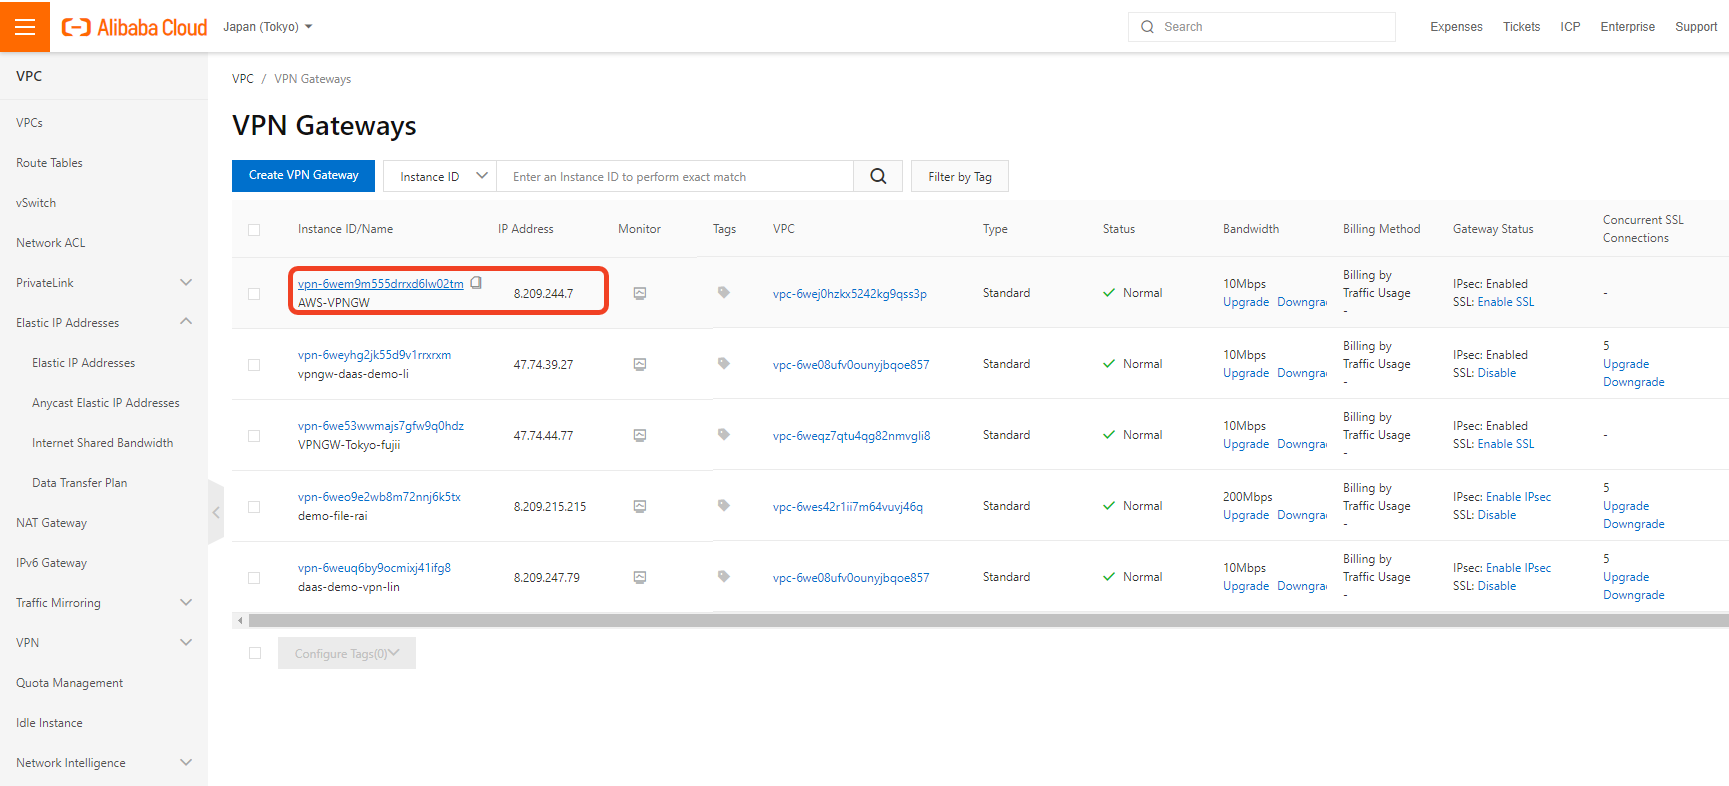 Alibaba Cloud
Japan (Tokyo)
Search
Expenses
Tickets
ICP
Enterprise
Support
VPC
VPCs
Route Tables
vSwitch
Network ACL
PrivateLink
Elastic IP Addresses
Elastic IP Addresses
Anycast Elastic IP Addresses
Internet Shared Bandwidth
Data Transfer Plan
NAT Gateway
IPv6 Gateway
Traffic Mirroring
VPN
Quota Management
Idle Instance
Network Intelligence
VPC / VPN Gateways
VPN Gateways
Create VPN Gateway
Instance ID
Enter an Instance ID to perform exact match
Filter by Tag
Instance ID/Name
IP Address
Monitor
Tags
VPC
Type
Status
Bandwidth
Billing Method
Gateway Status
Concurrent SSL
Connections
vpn-6wem9m555drrxd6lw02tm
AWS-VPNGW
8.209.244.7
vpc-6wej0hzkx5242kg9qss3p
Standard
Normal
10Mbps
Upgrade Downgra
Billing by
Traffic Usage
-
IPsec: Enabled
SSL: Enable SSL
-
vpn-6weyhg2jk55d9v1rrxrxm
vpngw-daas-demo-li
47.74.39.27
vpc-6we08ufv0ounyjbqoe857
Standard
Normal
10Mbps
Upgrade Downgra
Billing by
Traffic Usage
-
IPsec: Enabled
SSL: Disable
5
Upgrade
Downgrade
vpn-6we53wwmajs7gfw9q0hdz
VPNGW-Tokyo-fujii
47.74.44.77
vpc-6weqz7qtu4qg82nmvgli8
Standard
Normal
10Mbps
Upgrade Downgra
Billing by
Traffic Usage
-
IPsec: Enabled
SSL: Enable SSL
-
vpn-6weo9e2wb8m72nnj6k5tx
demo-file-rai
8.209.215.215
vpc-6wes42r1ii7m64vuvj46q
Standard
Normal
200Mbps
Upgrade Downgra
Billing by
Traffic Usage
-
IPsec: Enable IPsec
SSL: Disable
5
Upgrade
Downgrade
vpn-6weuq6by9ocmixj41ifg8
daas-demo-vpn-lin
8.209.247.79
vpc-6we08ufv0ounyjbqoe857
Standard
Normal
10Mbps
Upgrade Downgra
Billing by
Traffic Usage
-
IPsec: Enable IPsec
SSL: Disable
5
Upgrade
Downgrade
Configure Tags(0)